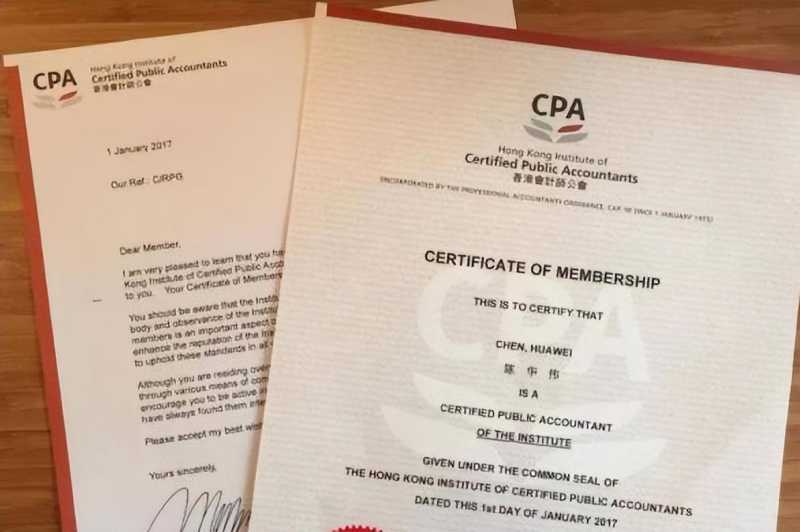 CPA
Hong Kong Institute of
Certified Public Accountants
香港會計師公會
1 January 2017
Our Ref.: C/RPG
Dear Member,
I am very pleased to learn that you
Kong Institute of Certified Public
to you. Your Certificate of
You should be aware that the
body and observance of the
members is an important aspect
enhance the reputation of the
to uphold these standards in all
Although you are residing
through various means of
encourage you to be active
have always found them
Please accept my best
Yours sincerely,
CPA
Hong Kong Institute of
Certified Public Accountants
香港會計師公會
(INCORPORATED BY THE PROFESSIONAL ACCOUNTANTS ORDINANCE, CAP. 50 (SINCE 1 JANUARY 1973)
CERTIFICATE OF MEMBERSHIP
THIS IS TO CERTIFY THAT
CHEN, HUAWEI
陈 华 伟
IS A
CERTIFIED PUBLIC ACCOUNTANT
OF THE INSTITUTE
GIVEN UNDER THE COMMON SEAL OF
THE HONG KONG INSTITUTE OF CERTIFIED PUBLIC ACCOUNTANTS
DATED THIS 1st DAY OF JANUARY 2017